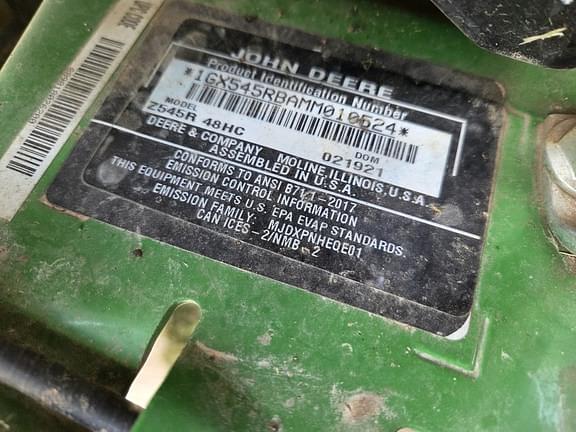 JOHN DEERE
Product Identification Number
*1GX545RBAMM010524*
MODEL
Z545R 48HC
DOM
021921
DEERE & COMPANY MOLINE ILLINOIS, U.S.A.
ASSEMBLED IN U.S.A.
CONFORMS TO ANSI B71.1-2017
EMISSION CONTROL INFORMATION
THIS EQUIPMENT MEETS U.S. EPA EVAP STANDARDS.
EMISSION FAMILY: MJDXPNHEQE01
CAN ICES-2/NMB-2